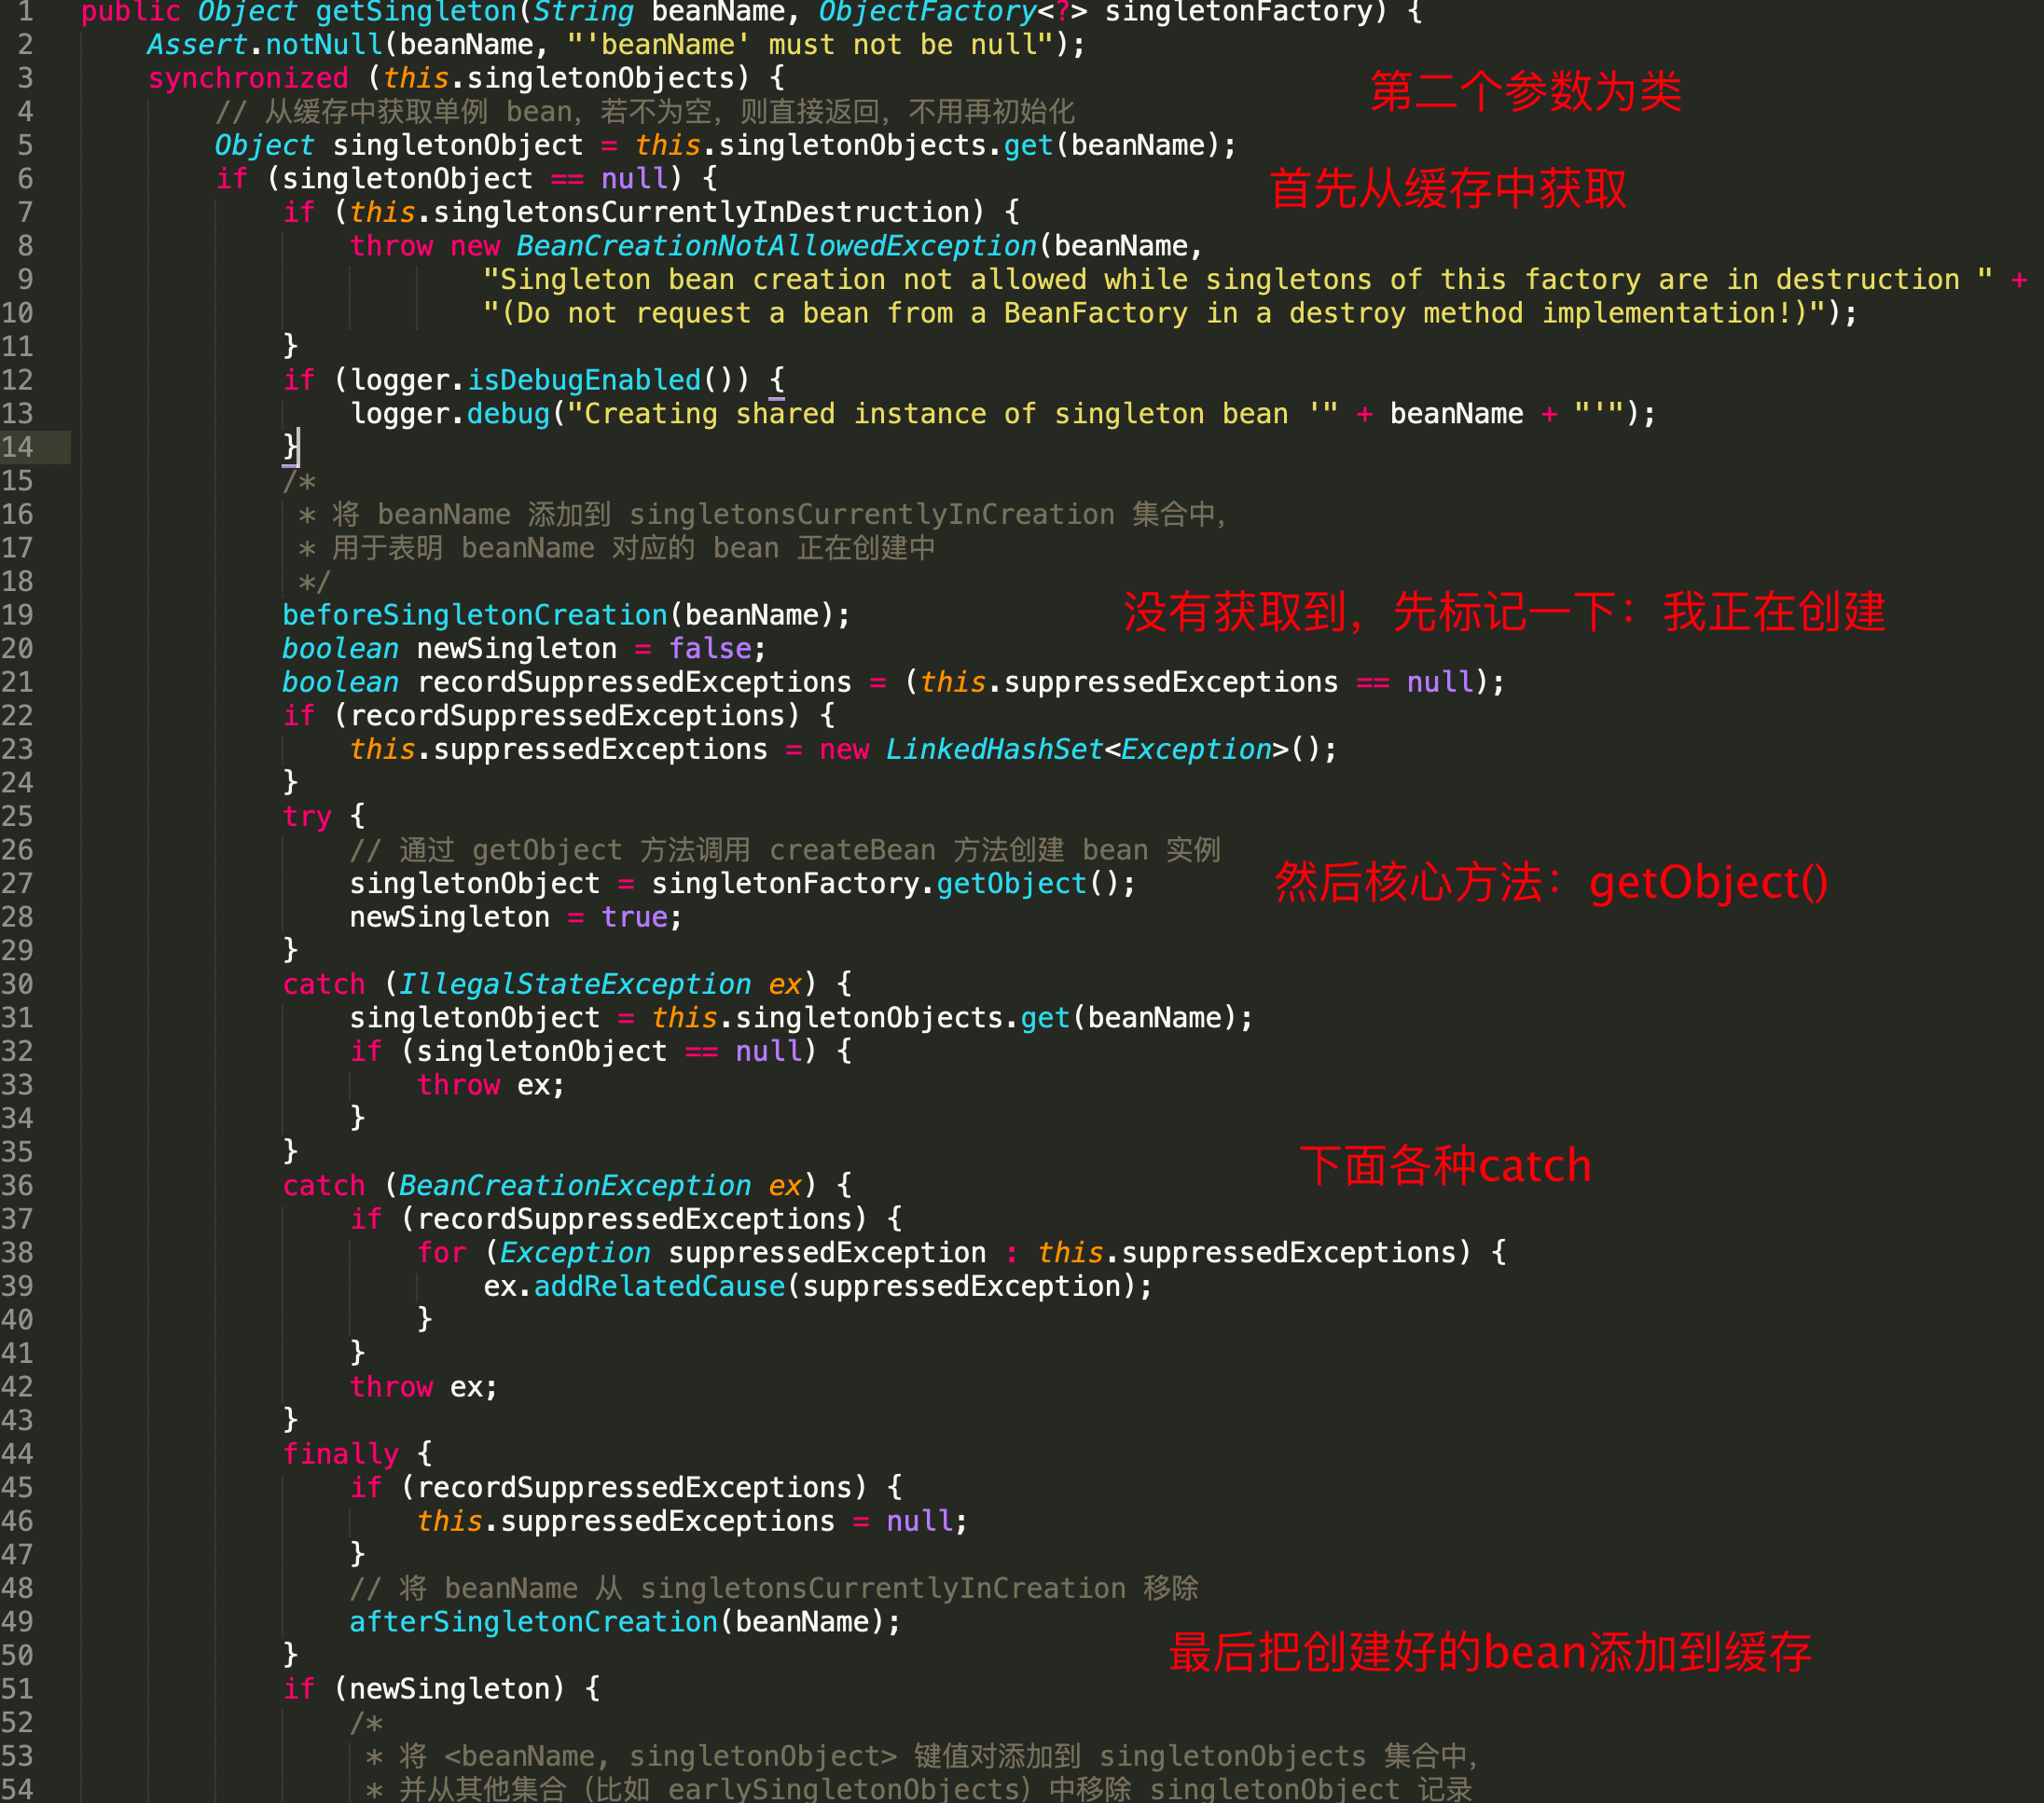 1 public Object getSingleton(String beanName, ObjectFactory<?> singletonFactory) {
2 Assert.notNull(beanName, "'beanName' must not be null");
3 synchronized (this.singletonObjects) {
第二个参数为类
4 // 从缓存中获取单例 bean，若不为空，则直接返回，不用再初始化
5 Object singletonObject = this.singletonObjects.get(beanName);
6 if (singletonObject == null) {
首先从缓存中获取
7 if (this.singletonsCurrentlyInDestruction) {
8 throw new BeanCreationNotAllowedException(beanName,
9 "Singleton bean creation not allowed while singletons of this factory are in destruction " +
10 "(Do not request a bean from a BeanFactory in a destroy method implementation!)");
11 }
12 if (logger.isDebugEnabled()) {
13 logger.debug("Creating shared instance of singleton bean '" + beanName + "'");
14 }
15 /*
16 * 将 beanName 添加到 singletonsCurrentlyInCreation 集合中，
17 * 用于表明 beanName 对应的 bean 正在创建中
18 */
19 beforeSingletonCreation(beanName);
没有获取到，先标记一下：我正在创建
20 boolean newSingleton = false;
21 boolean recordSuppressedExceptions = (this.suppressedExceptions == null);
22 if (recordSuppressedExceptions) {
23 this.suppressedExceptions = new LinkedHashSet<Exception>();
24 }
25 try {
26 // 通过 getObject 方法调用 createBean 方法创建 bean 实例
27 singletonObject = singletonFactory.getObject();
然后核心方法：getObject()
28 newSingleton = true;
29 }
30 catch (IllegalStateException ex) {
31 singletonObject = this.singletonObjects.get(beanName);
32 if (singletonObject == null) {
33 throw ex;
34 }
35 }
下面各种catch
36 catch (BeanCreationException ex) {
37 if (recordSuppressedExceptions) {
38 for (Exception suppressedException : this.suppressedExceptions) {
39 ex.addRelatedCause(suppressedException);
40 }
41 }
42 throw ex;
43 }
44 finally {
45 if (recordSuppressedExceptions) {
46 this.suppressedExceptions = null;
47 }
48 // 将 beanName 从 singletonsCurrentlyInCreation 移除
49 afterSingletonCreation(beanName);
50 }
最后把创建好的bean添加到缓存
51 if (newSingleton) {
52 /*
53 * 将 <beanName, singletonObject> 键值对添加到 singletonObjects 集合中，
54 * 并从其他集合（比如 earlySingletonObjects）中移除 singletonObject 记录